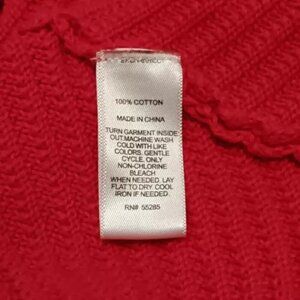 100% COTTON
MADE IN CHINA
TURN GARMENT INSIDE
OUT.MACHINE WASH
COLD WITH LIKE
COLORS. GENTLE
CYCLE. ONLY
NON-CHLORINE
BLEACH
WHEN NEEDED. LAY
FLAT TO DRY. COOL
IRON IF NEEDED.
RN# 55285